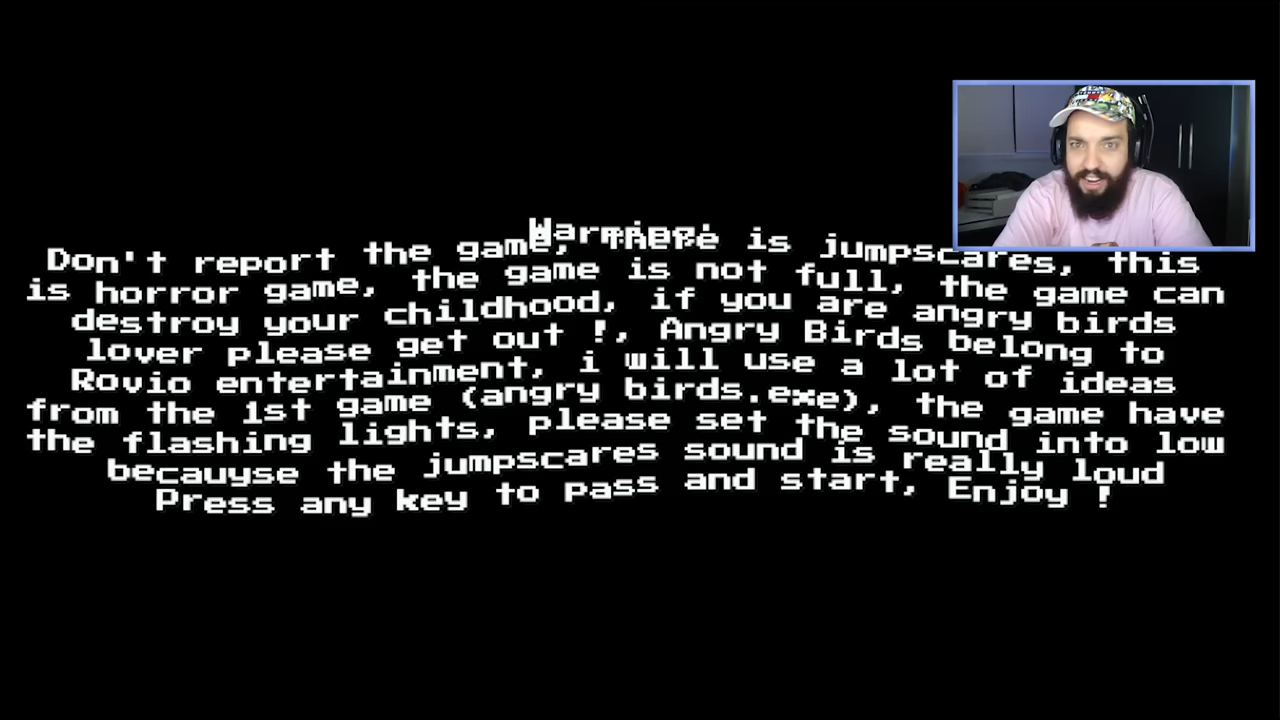 Warning:
Don't report the game, there is jumpscares, this
is horror game, the game is not full, the game can
destroy your childhood, if you are angry birds
lover please get out !, Angry Birds belong to
Rovio entertainment, i will use a lot of ideas
from the 1st game (angry birds.exe), the game have
the flashing lights, please set the sound into low
becauyse the jumpscares sound is really loud
Press any key to pass and start, Enjoy !